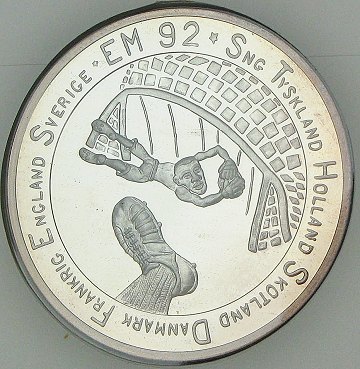 EM 92 * SNG TYSKLAND HOLLAND SKOTLAND DANMARK FRANKRIG ENGLAND SVERIGE